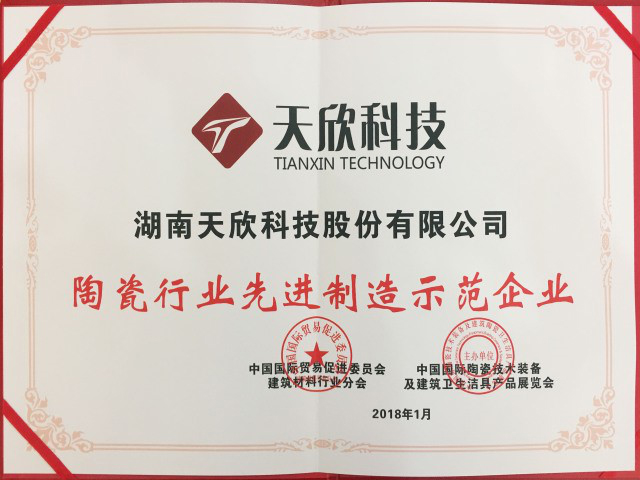 天欣科技
TIANXIN TECHNOLOGY
湖南天欣科技股份有限公司
陶瓷行业先进制造示范企业
中国国际贸易促进委员会
建筑材料行业分会
中国国际陶瓷技术装备
及建筑卫生洁具产品展览会
主办单位
2018年1月